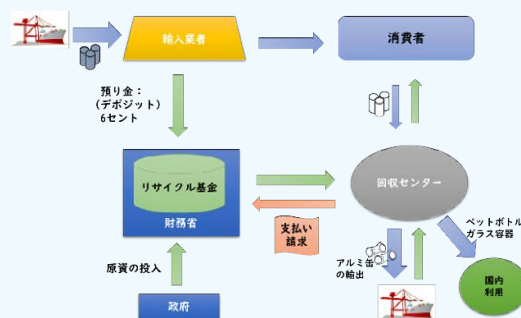 輸入業者
消費者
預り金:
(デポジット)
6セント
リサイクル基金
財務省
回収センター
支払い
請求
ペットボトル
ガラス容器
原資の投入
アルミ缶
の輸出
国内
利用
政府